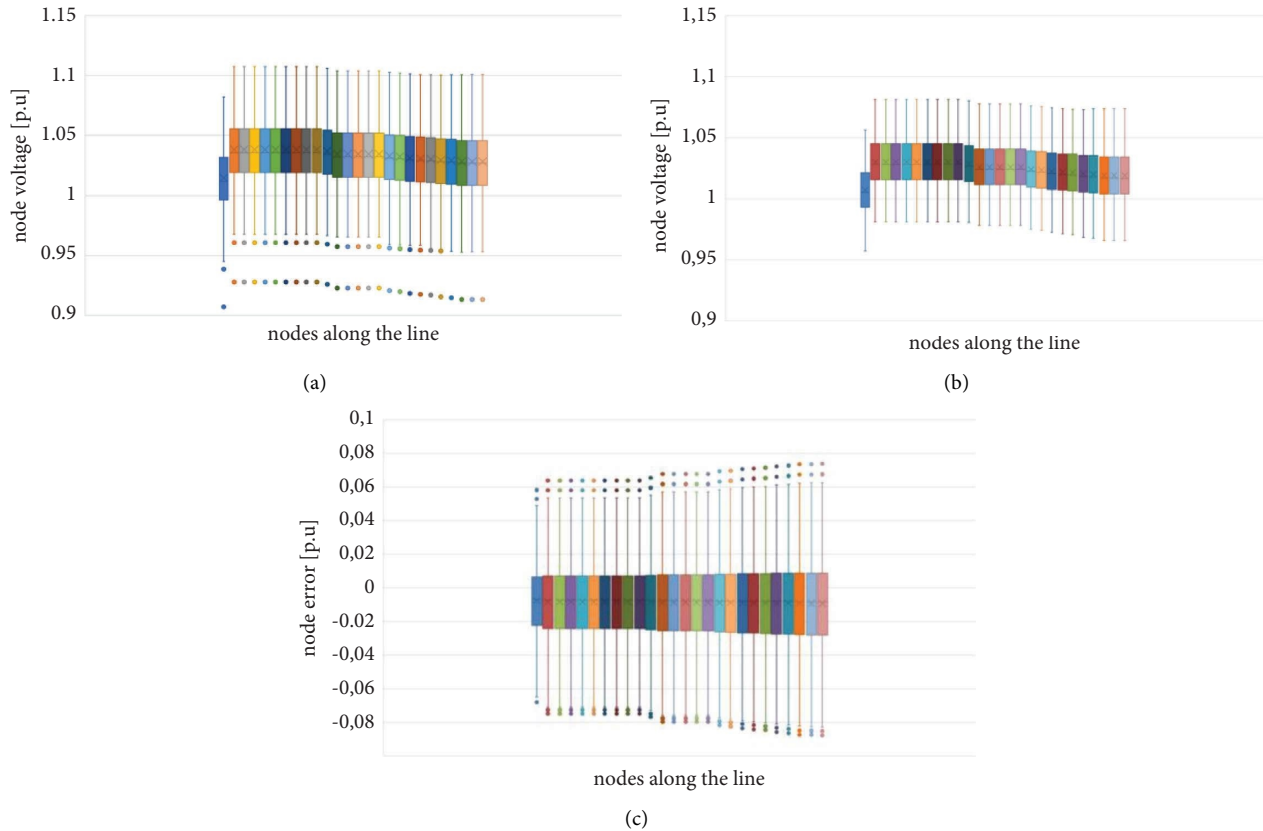 1.15
1.1
1.05
1
0.95
0.9
node voltage [p.u]
nodes along the line
(a)
1,15
1,1
1,05
1
0,95
0,9
node voltage [p.u]
nodes along the line
(b)
0,1
0,08
0,06
0,04
0,02
0
-0.02
-0,04
-0,06
-0,08
node error [p.u]
nodes along the line
(c)